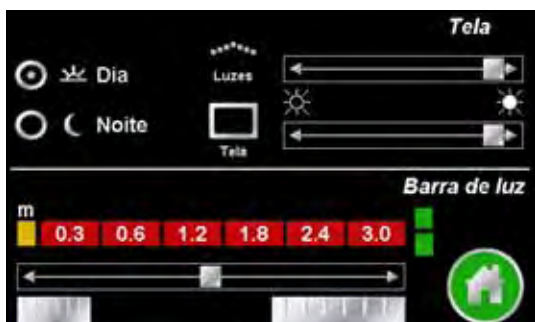 Tela
Dia
Luzes
Noite
Tela
Barra de luz
m
0.3 0.6 1.2 1.8 2.4 3.0